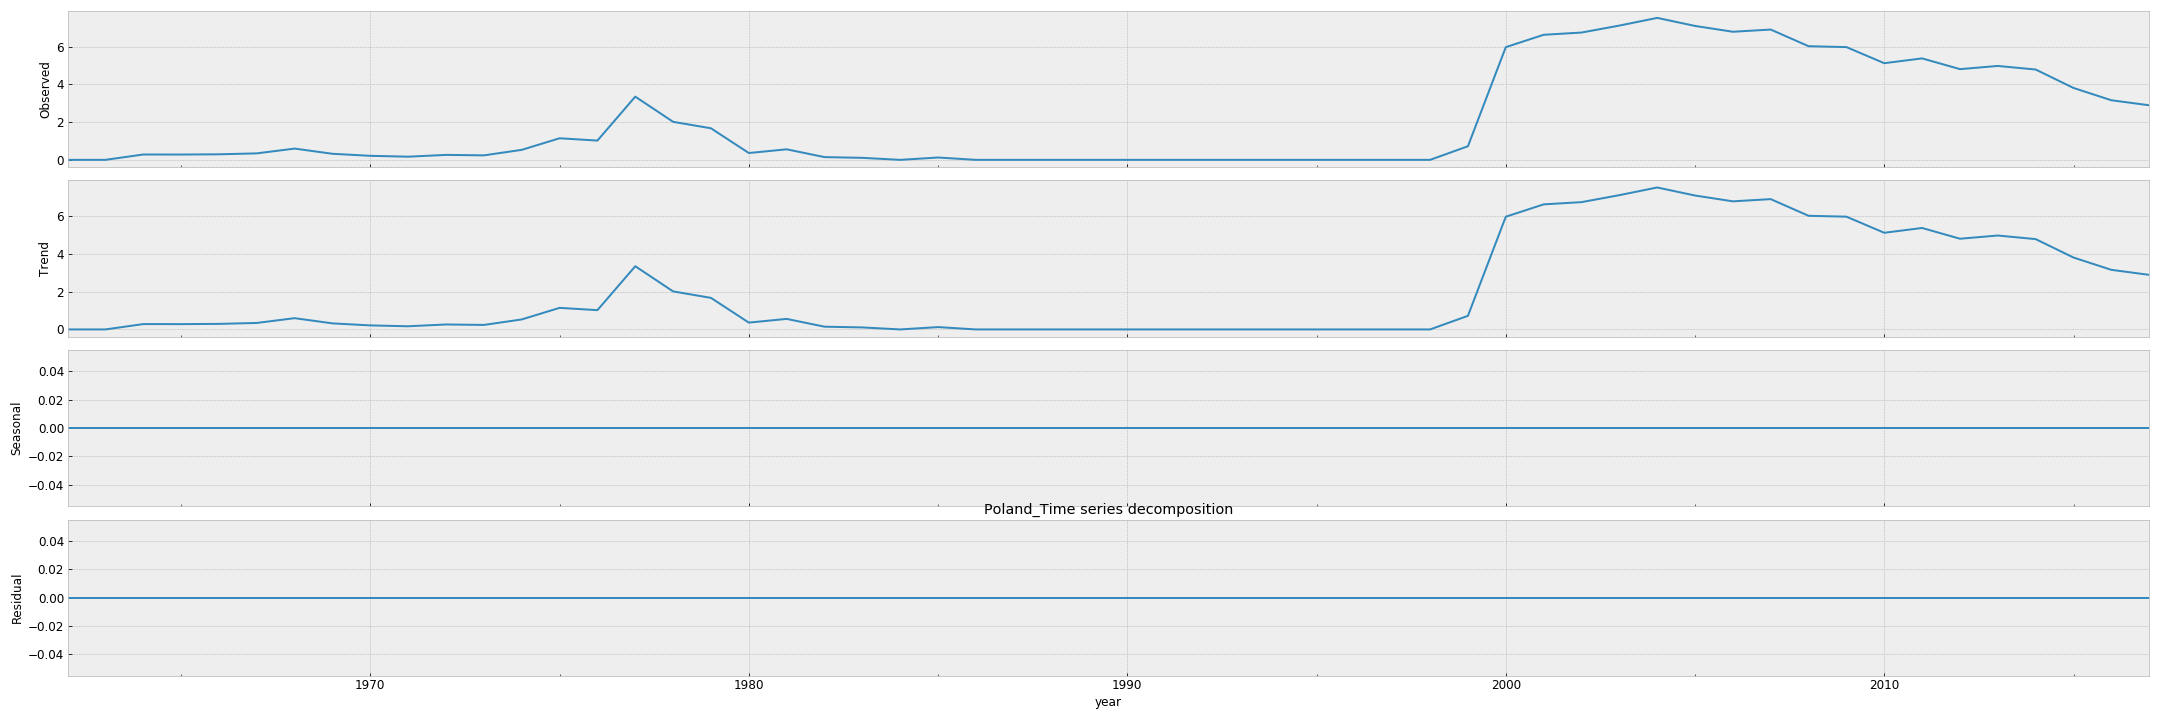 6
4
2
0
Observed
6
4
2
0
Trend
0.04
0.02
0.00
−0.02
−0.04
Seasonal
Poland_Time series decomposition
0.04
0.02
0.00
−0.02
−0.04
Residual
1970 1980 1990 2000 2010
year